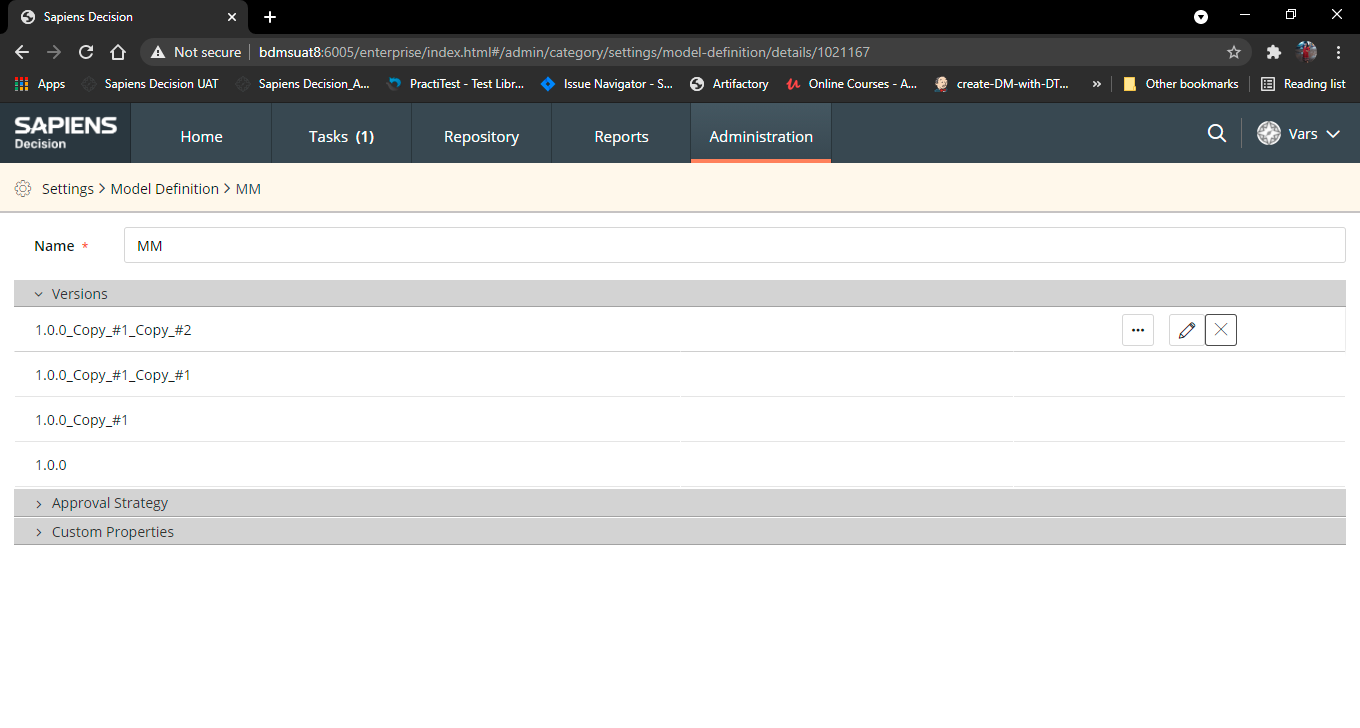 Sapiens Decision
Not secure bdmsuat8:6005/enterprise/index.html#/admin/category/settings/model-definition/details/1021167
Apps Sapiens Decision UAT Sapiens Decision_A... PractiTest - Test Libr... Issue Navigator - S... Artifactory Online Courses - A... create-DM-with-DT... » Other bookmarks Reading list
SAPIENS
Decision
Home Tasks (1) Repository Reports Administration Vars
Settings > Model Definition > MM
Name * MM
Versions
1.0.0_Copy_#1_Copy_#2
1.0.0_Copy_#1_Copy_#1
1.0.0_Copy_#1
1.0.0
Approval Strategy
Custom Properties